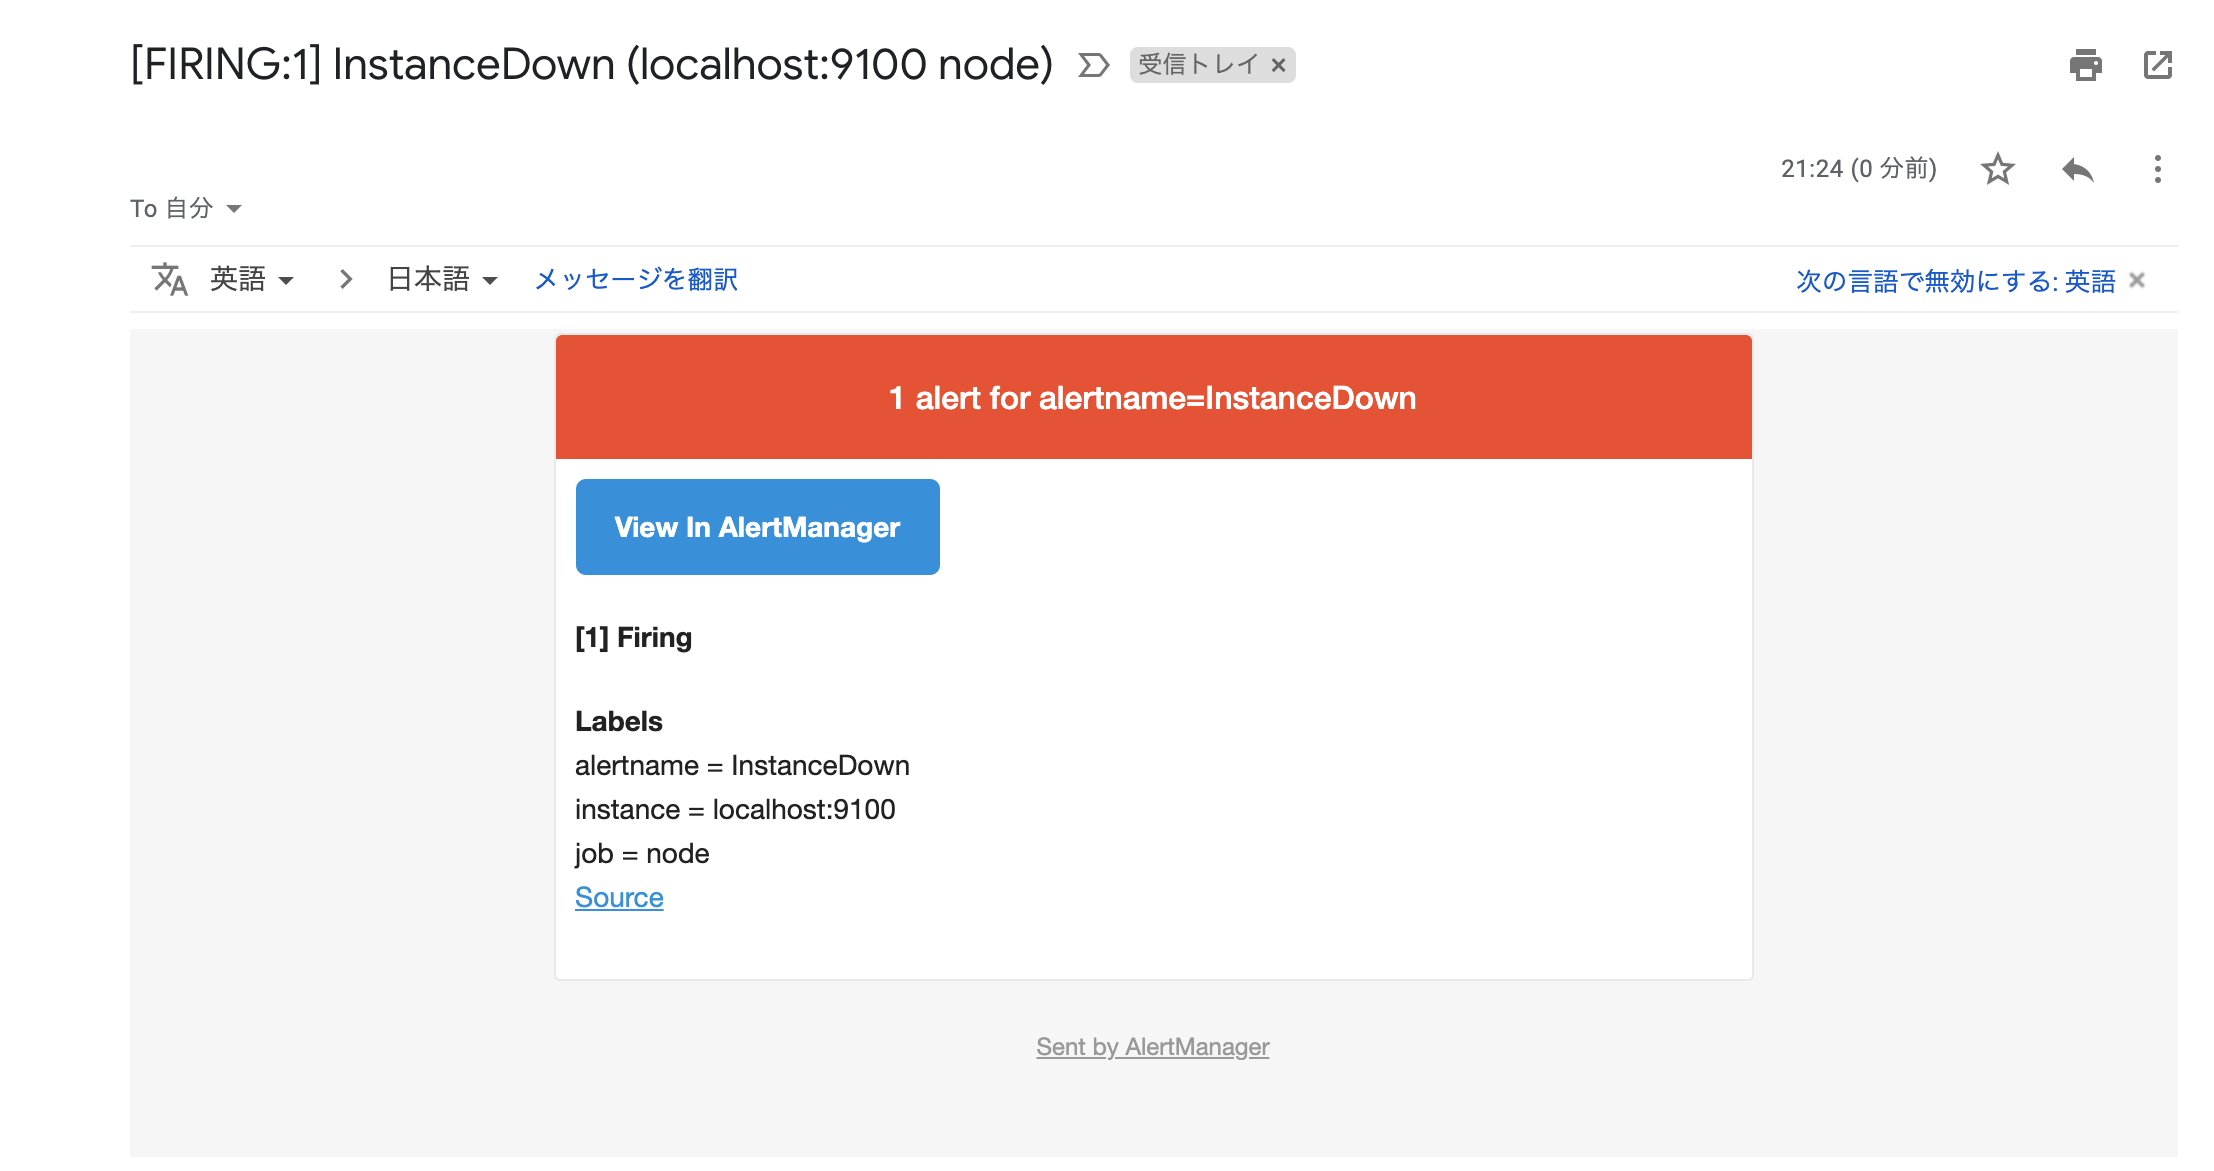 [FIRING:1] InstanceDown (localhost:9100 node) 受信トレイ ×
21:24 (0 分前)
To 自分
英語 日本語 メッセージを翻訳 次の言語で無効にする: 英語 ×
1 alert for alertname=InstanceDown
View In AlertManager
[1] Firing
Labels
alertname = InstanceDown
instance = localhost:9100
job = node
Source
Sent by AlertManager